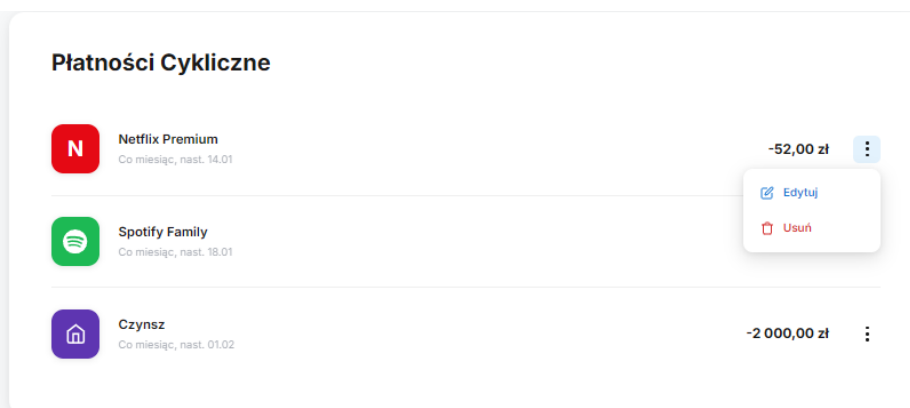 Płatności Cykliczne
N
Netflix Premium
Co miesiąc, nast. 14.01
-52,00 zł
Edytuj
Usuń
Spotify Family
Co miesiąc, nast. 18.01
Czynsz
Co miesiąc, nast. 01.02
-2 000,00 zł